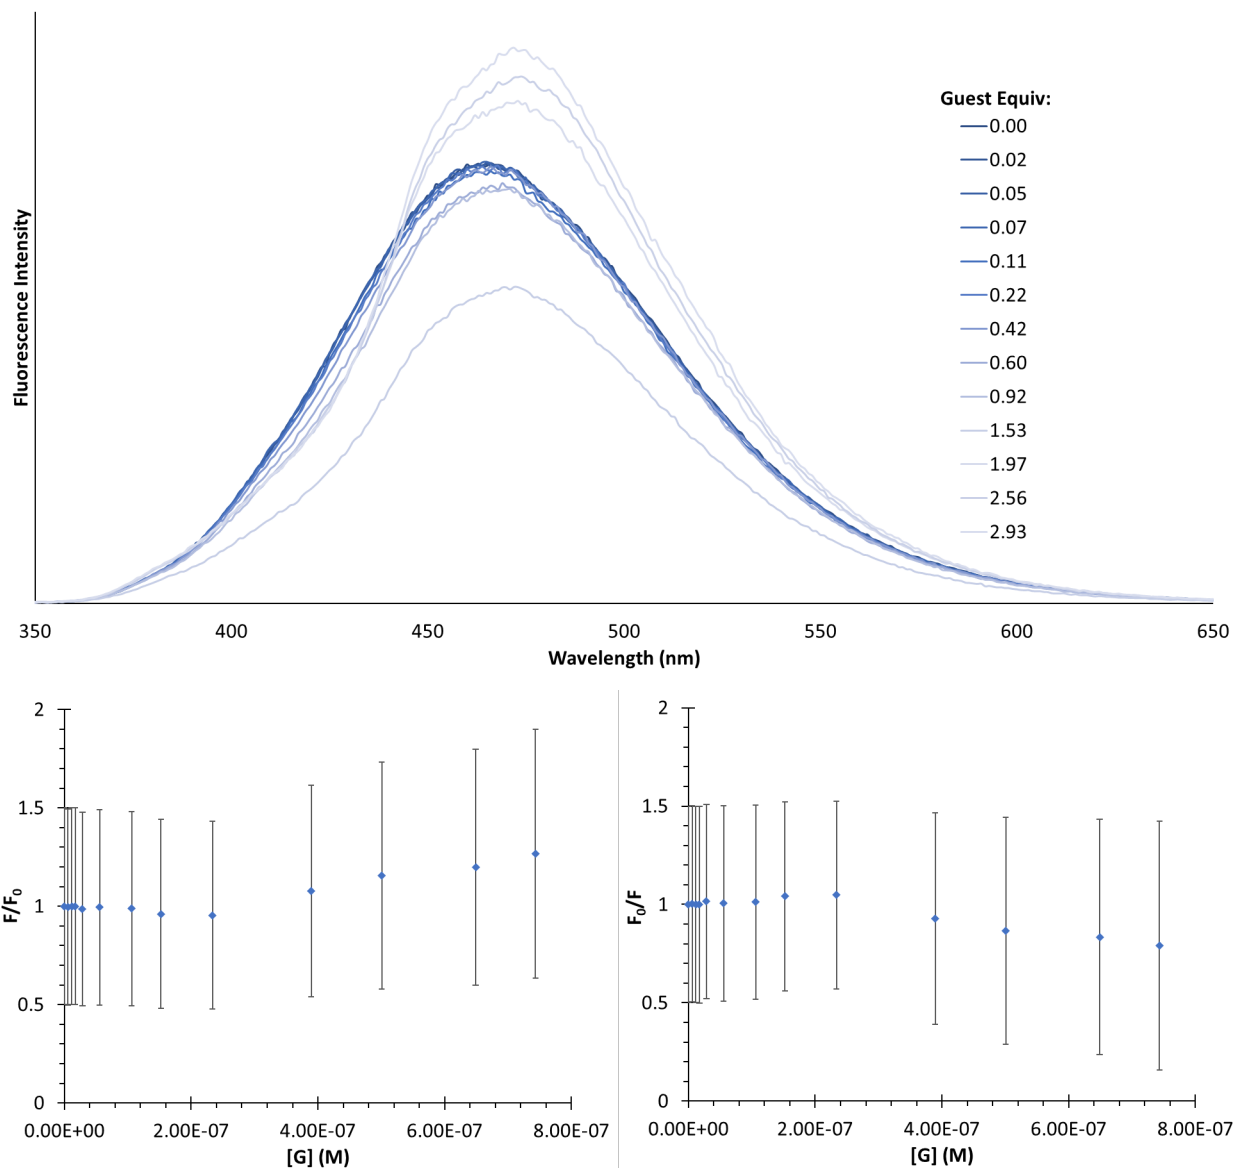 Guest Equiv:
0.00
0.02
0.05
0.07
0.11
0.22
0.42
0.60
0.92
1.53
1.97
2.56
2.93
Fluorescence Intensity
350 400 450 500 550 600 650
Wavelength (nm)
2
1.5
1
0.5
0
F/F₀
0.00E+00 2.00E-07 4.00E-07 6.00E-07 8.00E-07
[G] (M)
2
1.5
1
0.5
0
F₀/F
0.00E+00 2.00E-07 4.00E-07 6.00E-07 8.00E-07
[G] (M)